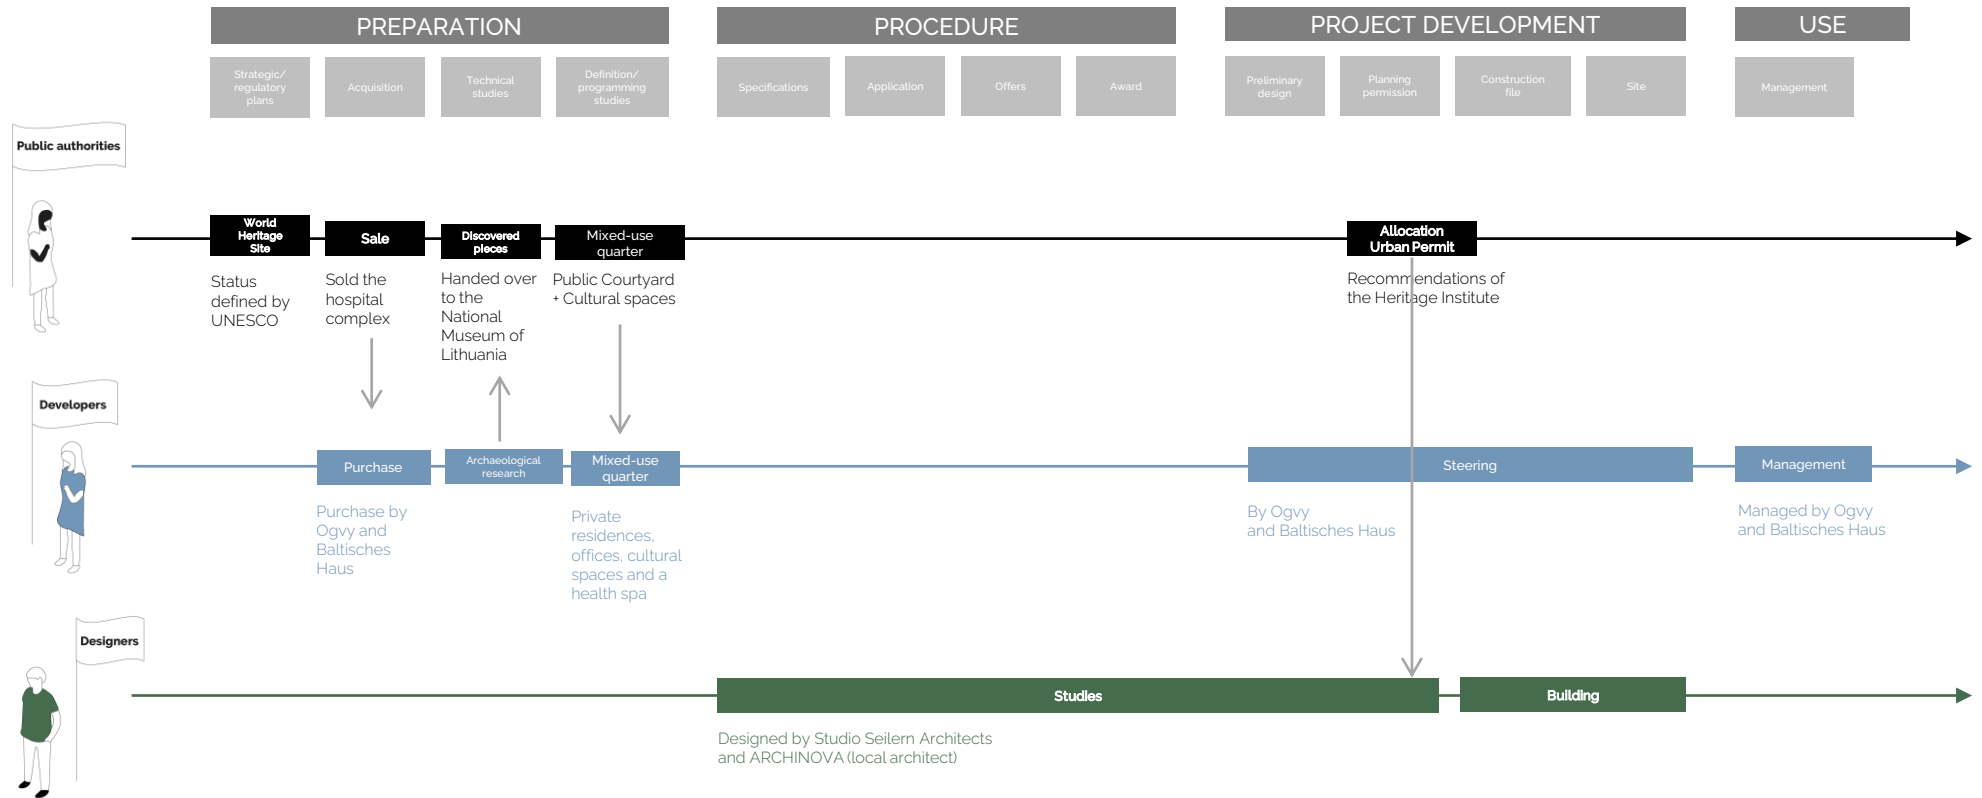 PREPARATION
PROCEDURE
PROJECT DEVELOPMENT
USE
Strategic/
regulatory
plans
Acquisition
Technical
studies
Definition/
programming
studies
Specifications
Application
Offers
Award
Preliminary
design
Planning
permission
Construction
file
Site
Management
Public authorities
World
Heritage
Site
Sale
Discovered
pieces
Mixed-use
quarter
Allocation
Urban Permit
Status
defined by
UNESCO
Sold the
hospital
complex
Handed over
to the
National
Museum of
Lithuania
Public Courtyard
+ Cultural spaces
Recommendations of
the Heritage Institute
Developers
Purchase
Archaeological
research
Mixed-use
quarter
Steering
Management
Purchase by
Ogvy and
Baltisches
Haus
Private
residences,
offices, cultural
spaces and a
health spa
By Ogvy
and Baltisches Haus
Managed by Ogvy
and Baltisches Haus
Designers
Studies
Building
Designed by Studio Seilern Architects
and ARCHINOVA (local architect)